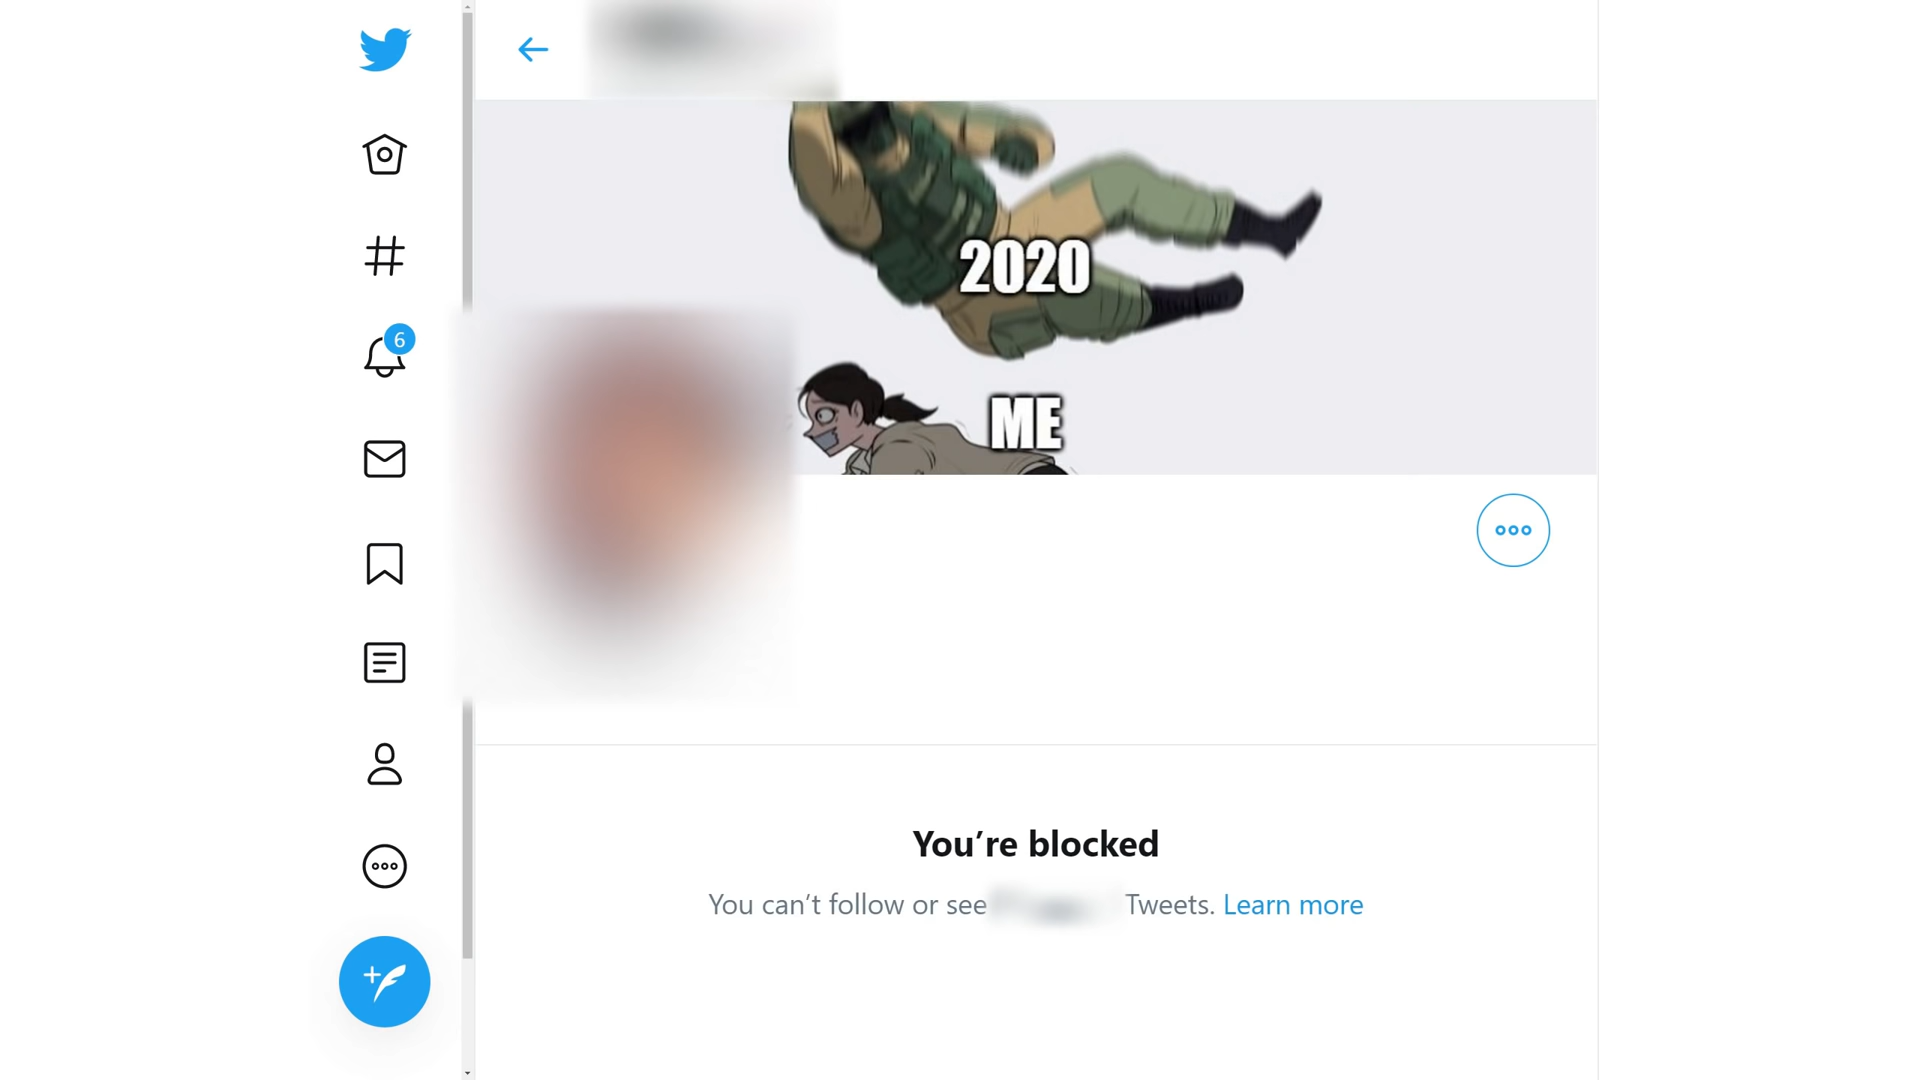 6
2020
ME
You’re blocked
You can’t follow or see Tweets. Learn more